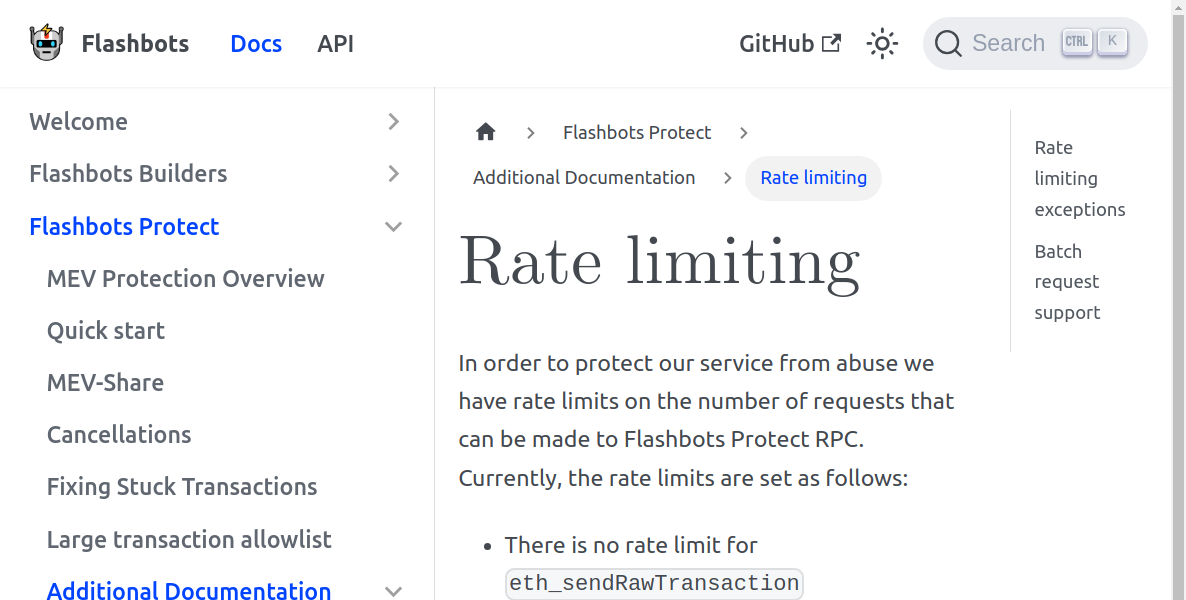 Flashbots
Docs
API
GitHub
Search
CTRL
K
Welcome
Flashbots Builders
Flashbots Protect
MEV Protection Overview
Quick start
MEV-Share
Cancellations
Fixing Stuck Transactions
Large transaction allowlist
Additional Documentation
Flashbots Protect
Additional Documentation
Rate limiting
Rate limiting
In order to protect our service from abuse we
have rate limits on the number of requests that
can be made to Flashbots Protect RPC.
Currently, the rate limits are set as follows:
• There is no rate limit for
eth_sendRawTransaction
Rate
limiting
exceptions
Batch
request
support